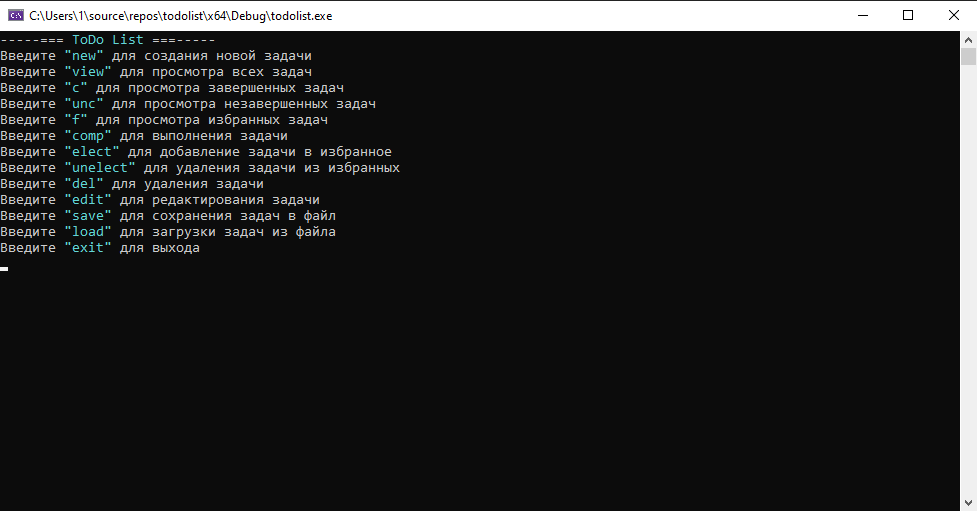 C:\Users\1\source\repos\todolist\x64\Debug\todolist.exe
-----=== ToDo List ===-----
Введите "new" для создания новой задачи
Введите "view" для просмотра всех задач
Введите "c" для просмотра завершенных задач
Введите "unc" для просмотра незавершенных задач
Введите "f" для просмотра избранных задач
Введите "comp" для выполнения задачи
Введите "elect" для добавление задачи в избранное
Введите "unelect" для удаления задачи из избранных
Введите "del" для удаления задачи
Введите "edit" для редактирования задачи
Введите "save" для сохранения задач в файл
Введите "load" для загрузки задач из файла
Введите "exit" для выхода